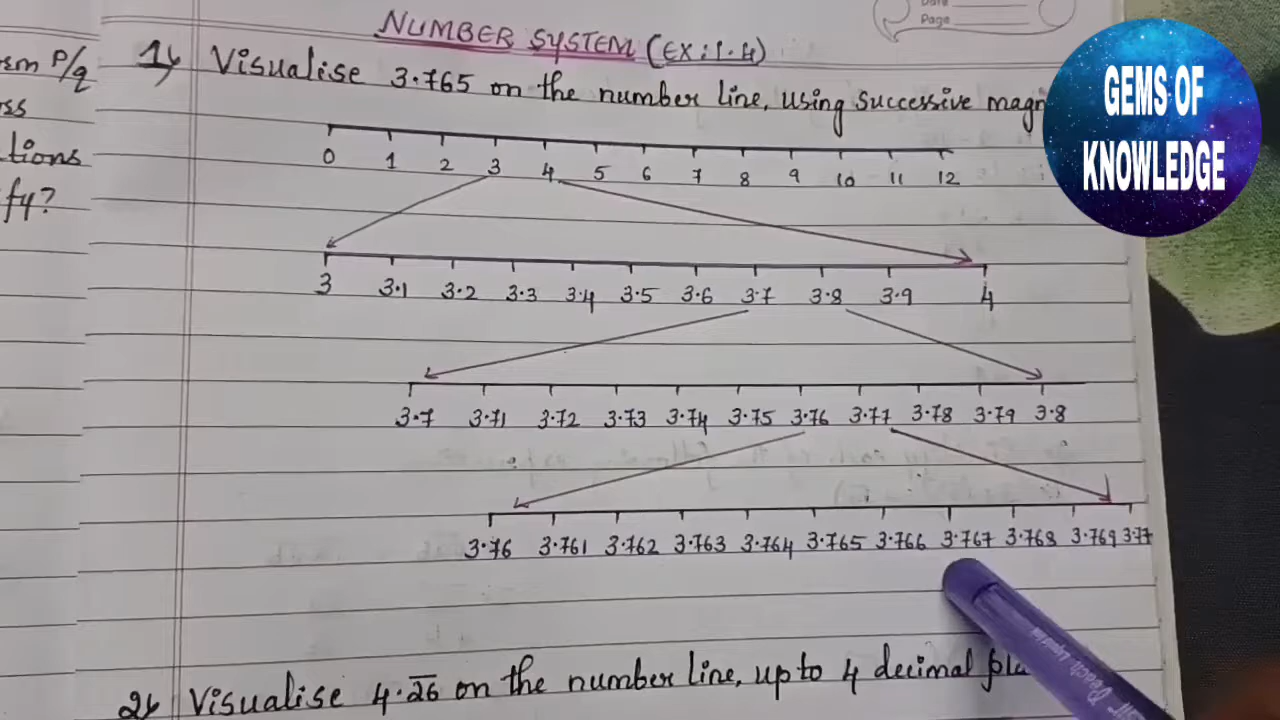 Date
Page
NUMBER SYSTEM (EX:1.4)
sm P/q
ss
tions
fy?
1) Visualise 3.765 on the number line, using successive magn
GEMS OF
KNOWLEDGE
0 1 2 3 4 5 6 7 8 9 10 11 12
3 3.1 3.2 3.3 3.4 3.5 3.6 3.7 3.8 3.9 4
3.7 3.71 3.72 3.73 3.74 3.75 3.76 3.77 3.78 3.79 3.8
3.76 3.761 3.762 3.763 3.764 3.765 3.766 3.767 3.768 3.769 3.77
2) Visualise 4.2̅6̅ on the number line, up to 4 decimal pla